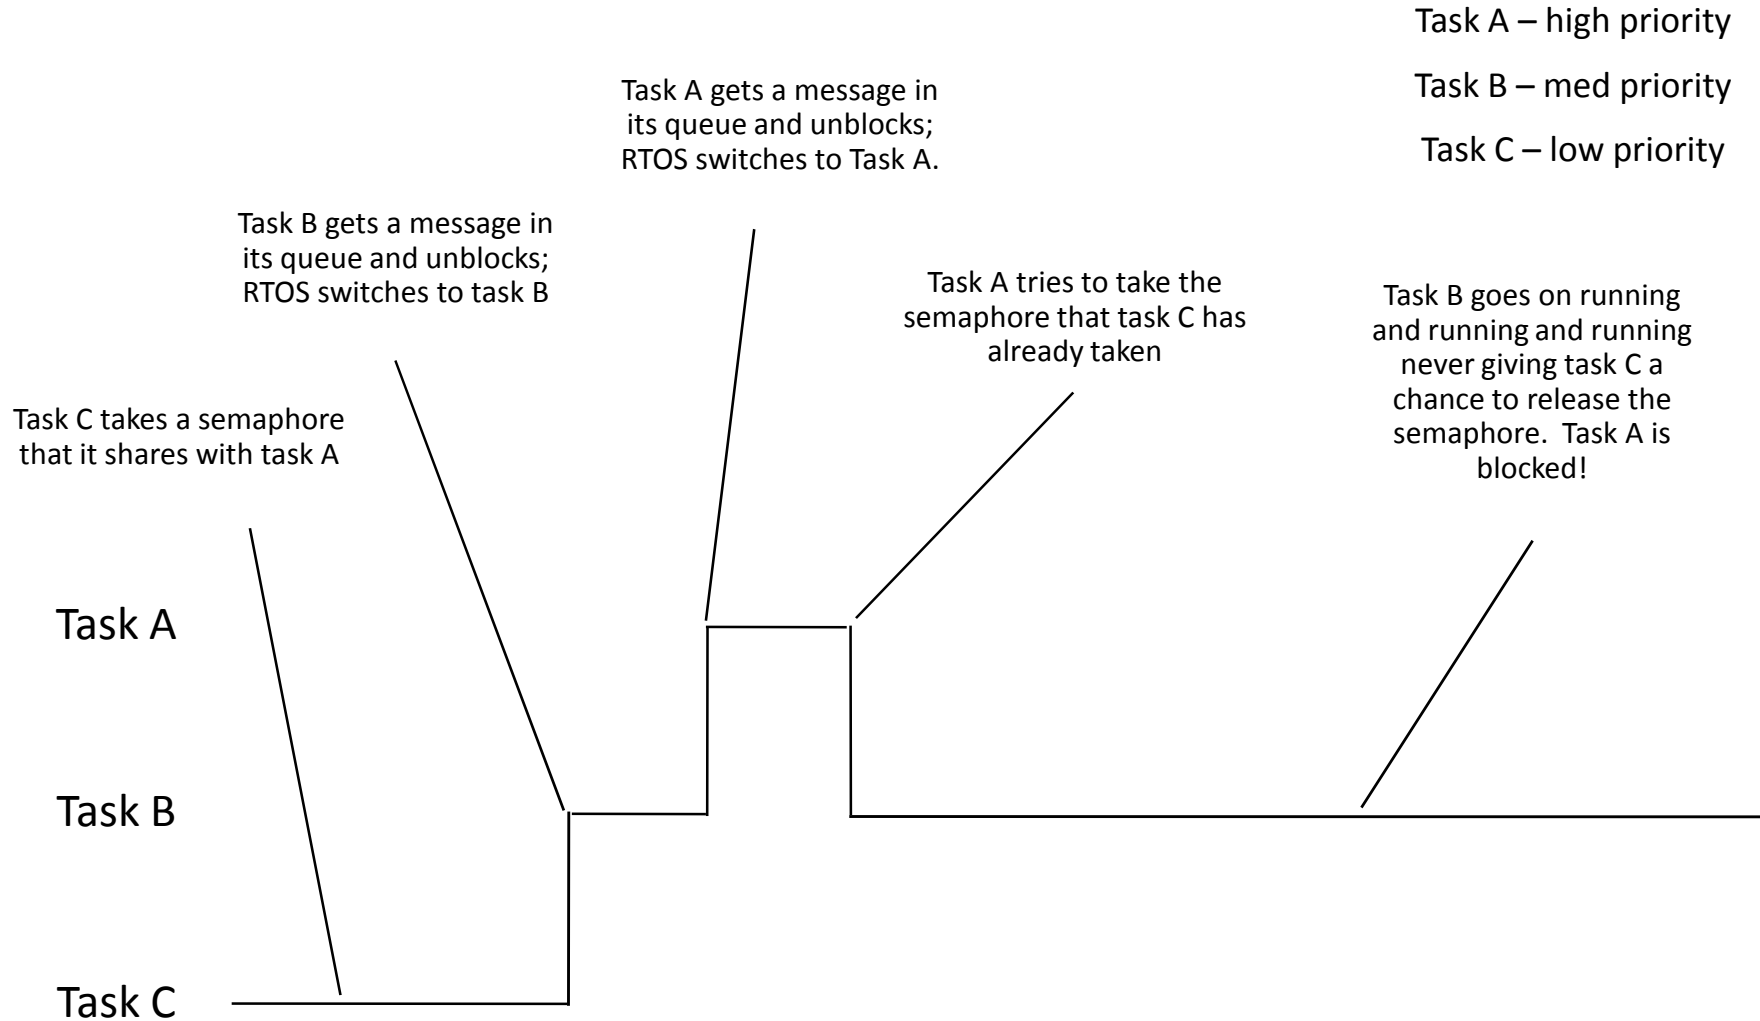 Task A – high priority
Task B – med priority
Task C – low priority
Task A gets a message in
its queue and unblocks;
RTOS switches to Task A.
Task B gets a message in
its queue and unblocks;
RTOS switches to task B
Task A tries to take the
semaphore that task C has
already taken
Task B goes on running
and running and running
never giving task C a
chance to release the
semaphore.  Task A is
blocked!
Task C takes a semaphore
that it shares with task A
Task A
Task B
Task C